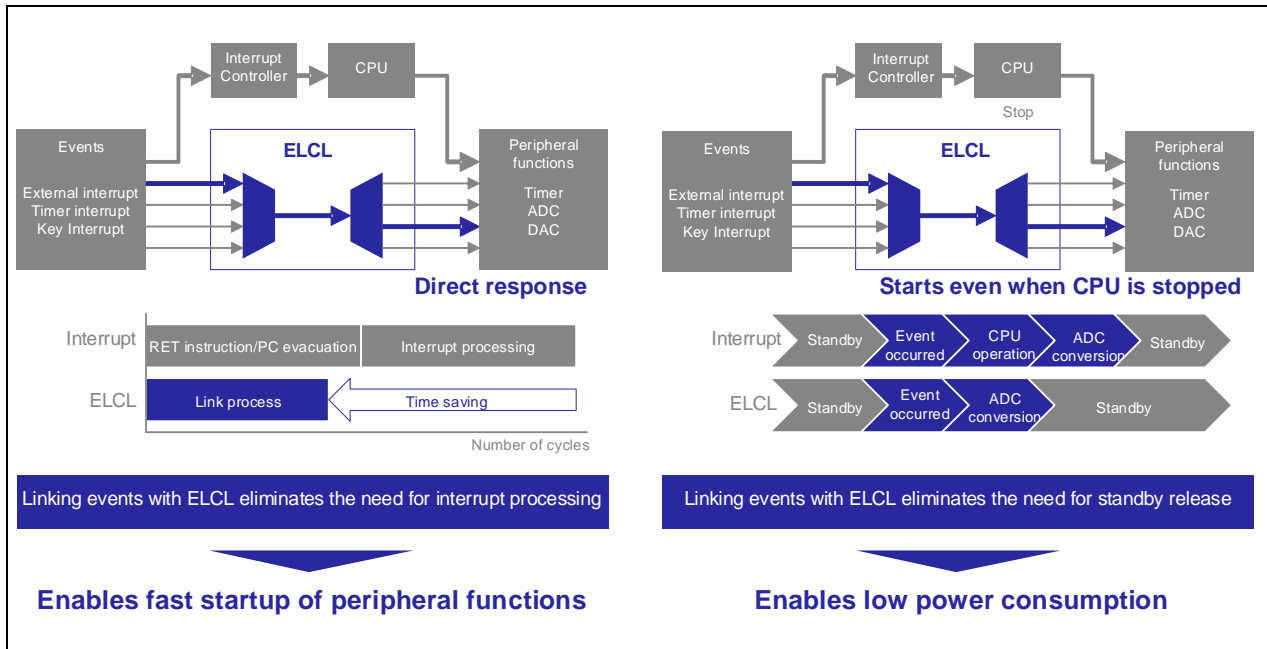 Interrupt
Controller
CPU
Events
External interrupt
Timer interrupt
Key Interrupt
ELCL
Peripheral
functions
Timer
ADC
DAC
Direct response
Interrupt
RET instruction/PC evacuation
Interrupt processing
ELCL
Link process
Time saving
Number of cycles
Linking events with ELCL eliminates the need for interrupt processing
Enables fast startup of peripheral functions
Interrupt
Controller
CPU
Stop
Events
External interrupt
Timer interrupt
Key Interrupt
ELCL
Peripheral
functions
Timer
ADC
DAC
Starts even when CPU is stopped
Interrupt
Standby
Event
occurred
CPU
operation
ADC
conversion
Standby
ELCL
Standby
Event
occurred
ADC
conversion
Standby
Linking events with ELCL eliminates the need for standby release
Enables low power consumption